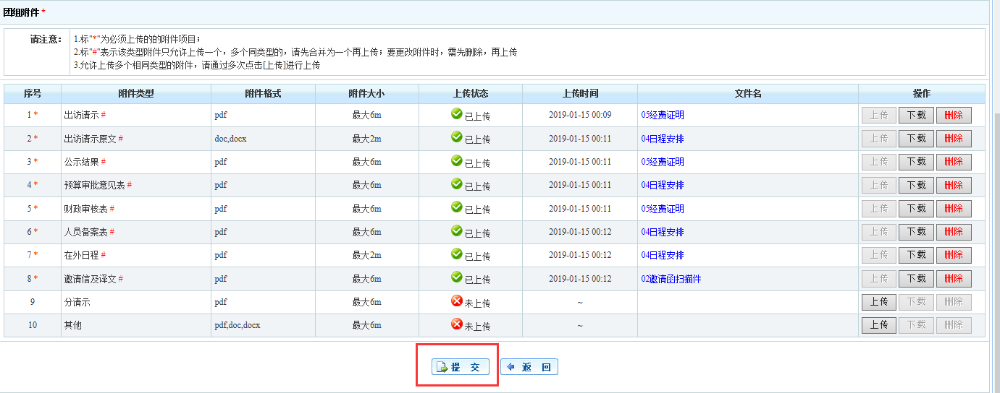 团组附件 *
请注意： 1.标"*"为必须上传的的附件项目；
2.标"#"表示该类型附件只允许上传一个，多个同类型的，请先合并为一个再上传；要更改附件时，需先删除，再上传
3.允许上传多个相同类型的附件，请通过多次点击[上传]进行上传
序号 附件类型 附件格式 附件大小 上传状态 上传时间 文件名 操作
1 * 出访请示 # pdf 最大6m 已上传 2019-01-15 00:09 05经费证明 上传 下载 删除
2 * 出访请示原文 # doc,docx 最大2m 已上传 2019-01-15 00:11 04日程安排 上传 下载 删除
3 * 公示结果 # pdf 最大6m 已上传 2019-01-15 00:11 05经费证明 上传 下载 删除
4 * 预算审批意见表 # pdf 最大6m 已上传 2019-01-15 00:11 04日程安排 上传 下载 删除
5 * 财政审核表 # pdf 最大6m 已上传 2019-01-15 00:11 05经费证明 上传 下载 删除
6 * 人员备案表 # pdf 最大6m 已上传 2019-01-15 00:12 04日程安排 上传 下载 删除
7 * 在外日程 # pdf 最大2m 已上传 2019-01-15 00:12 04日程安排 上传 下载 删除
8 * 邀请信及译文 # pdf 最大6m 已上传 2019-01-15 00:12 02邀请函扫描件 上传 下载 删除
9 分请示 pdf 最大6m 未上传 ~ 上传 下载 删除
10 其他 pdf,doc,docx 最大6m 未上传 ~ 上传 下载 删除
提 交 返 回